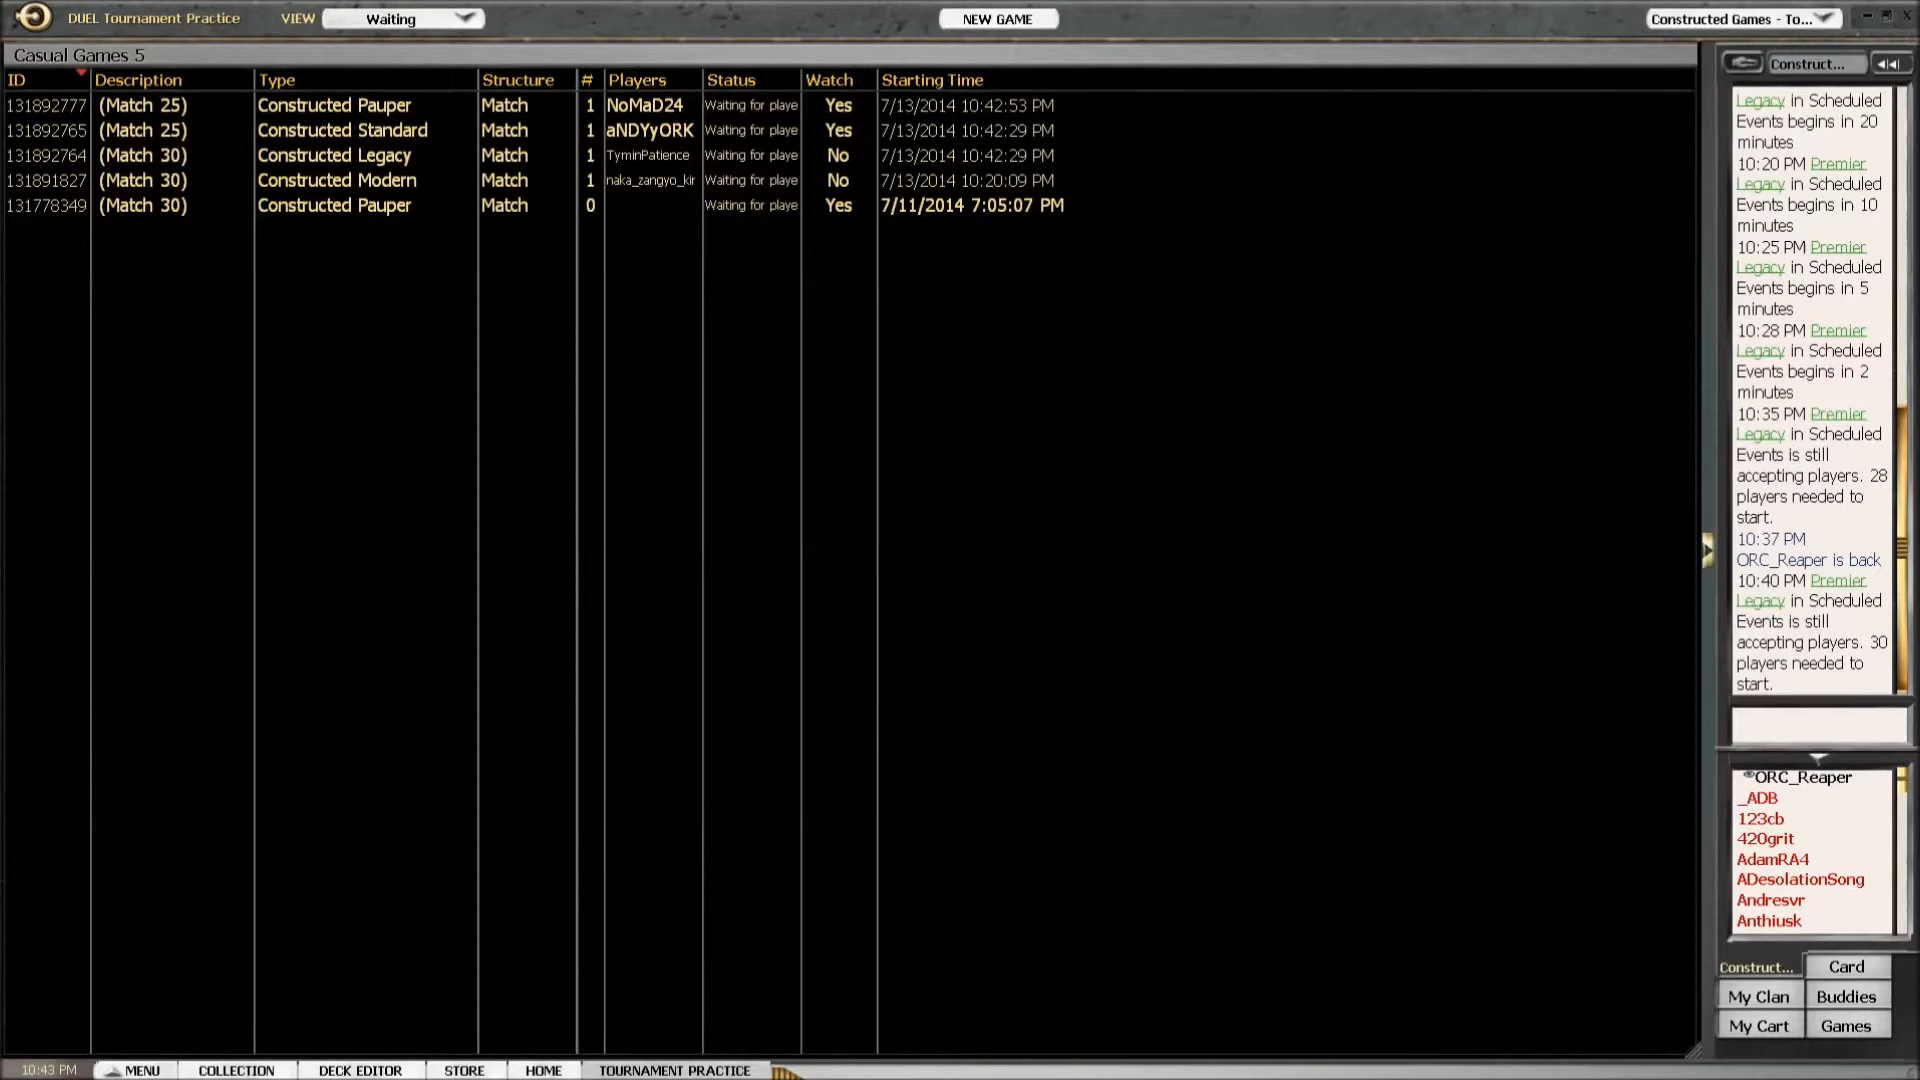 DUEL Tournament Practice VIEW Waiting NEW GAME Constructed Games - To...
Casual Games 5
ID Description Type Structure # Players Status Watch Starting Time
131892777 (Match 25) Constructed Pauper Match 1 NoMaD24 Waiting for playe Yes 7/13/2014 10:42:53 PM
131892765 (Match 25) Constructed Standard Match 1 aNDYyORK Waiting for playe Yes 7/13/2014 10:42:29 PM
131892764 (Match 30) Constructed Legacy Match 1 TyminPatience Waiting for playe No 7/13/2014 10:42:29 PM
131891827 (Match 30) Constructed Modern Match 1 naka_zangyo_kir Waiting for playe No 7/13/2014 10:20:09 PM
131778349 (Match 30) Constructed Pauper Match 0 Waiting for playe Yes 7/11/2014 7:05:07 PM
Construct...
Legacy in Scheduled
Events begins in 20
minutes
10:20 PM Premier
Legacy in Scheduled
Events begins in 10
minutes
10:25 PM Premier
Legacy in Scheduled
Events begins in 5
minutes
10:28 PM Premier
Legacy in Scheduled
Events begins in 2
minutes
10:35 PM Premier
Legacy in Scheduled
Events is still
accepting players. 28
players needed to
start.
10:37 PM
ORC_Reaper is back
10:40 PM Premier
Legacy in Scheduled
Events is still
accepting players. 30
players needed to
start.
ORC_Reaper
_ADB
123cb
420grit
AdamRA4
ADesolationSong
Andresvr
Anthiusk
Construct... Card
My Clan Buddies
My Cart Games
10:43 PM MENU COLLECTION DECK EDITOR STORE HOME TOURNAMENT PRACTICE